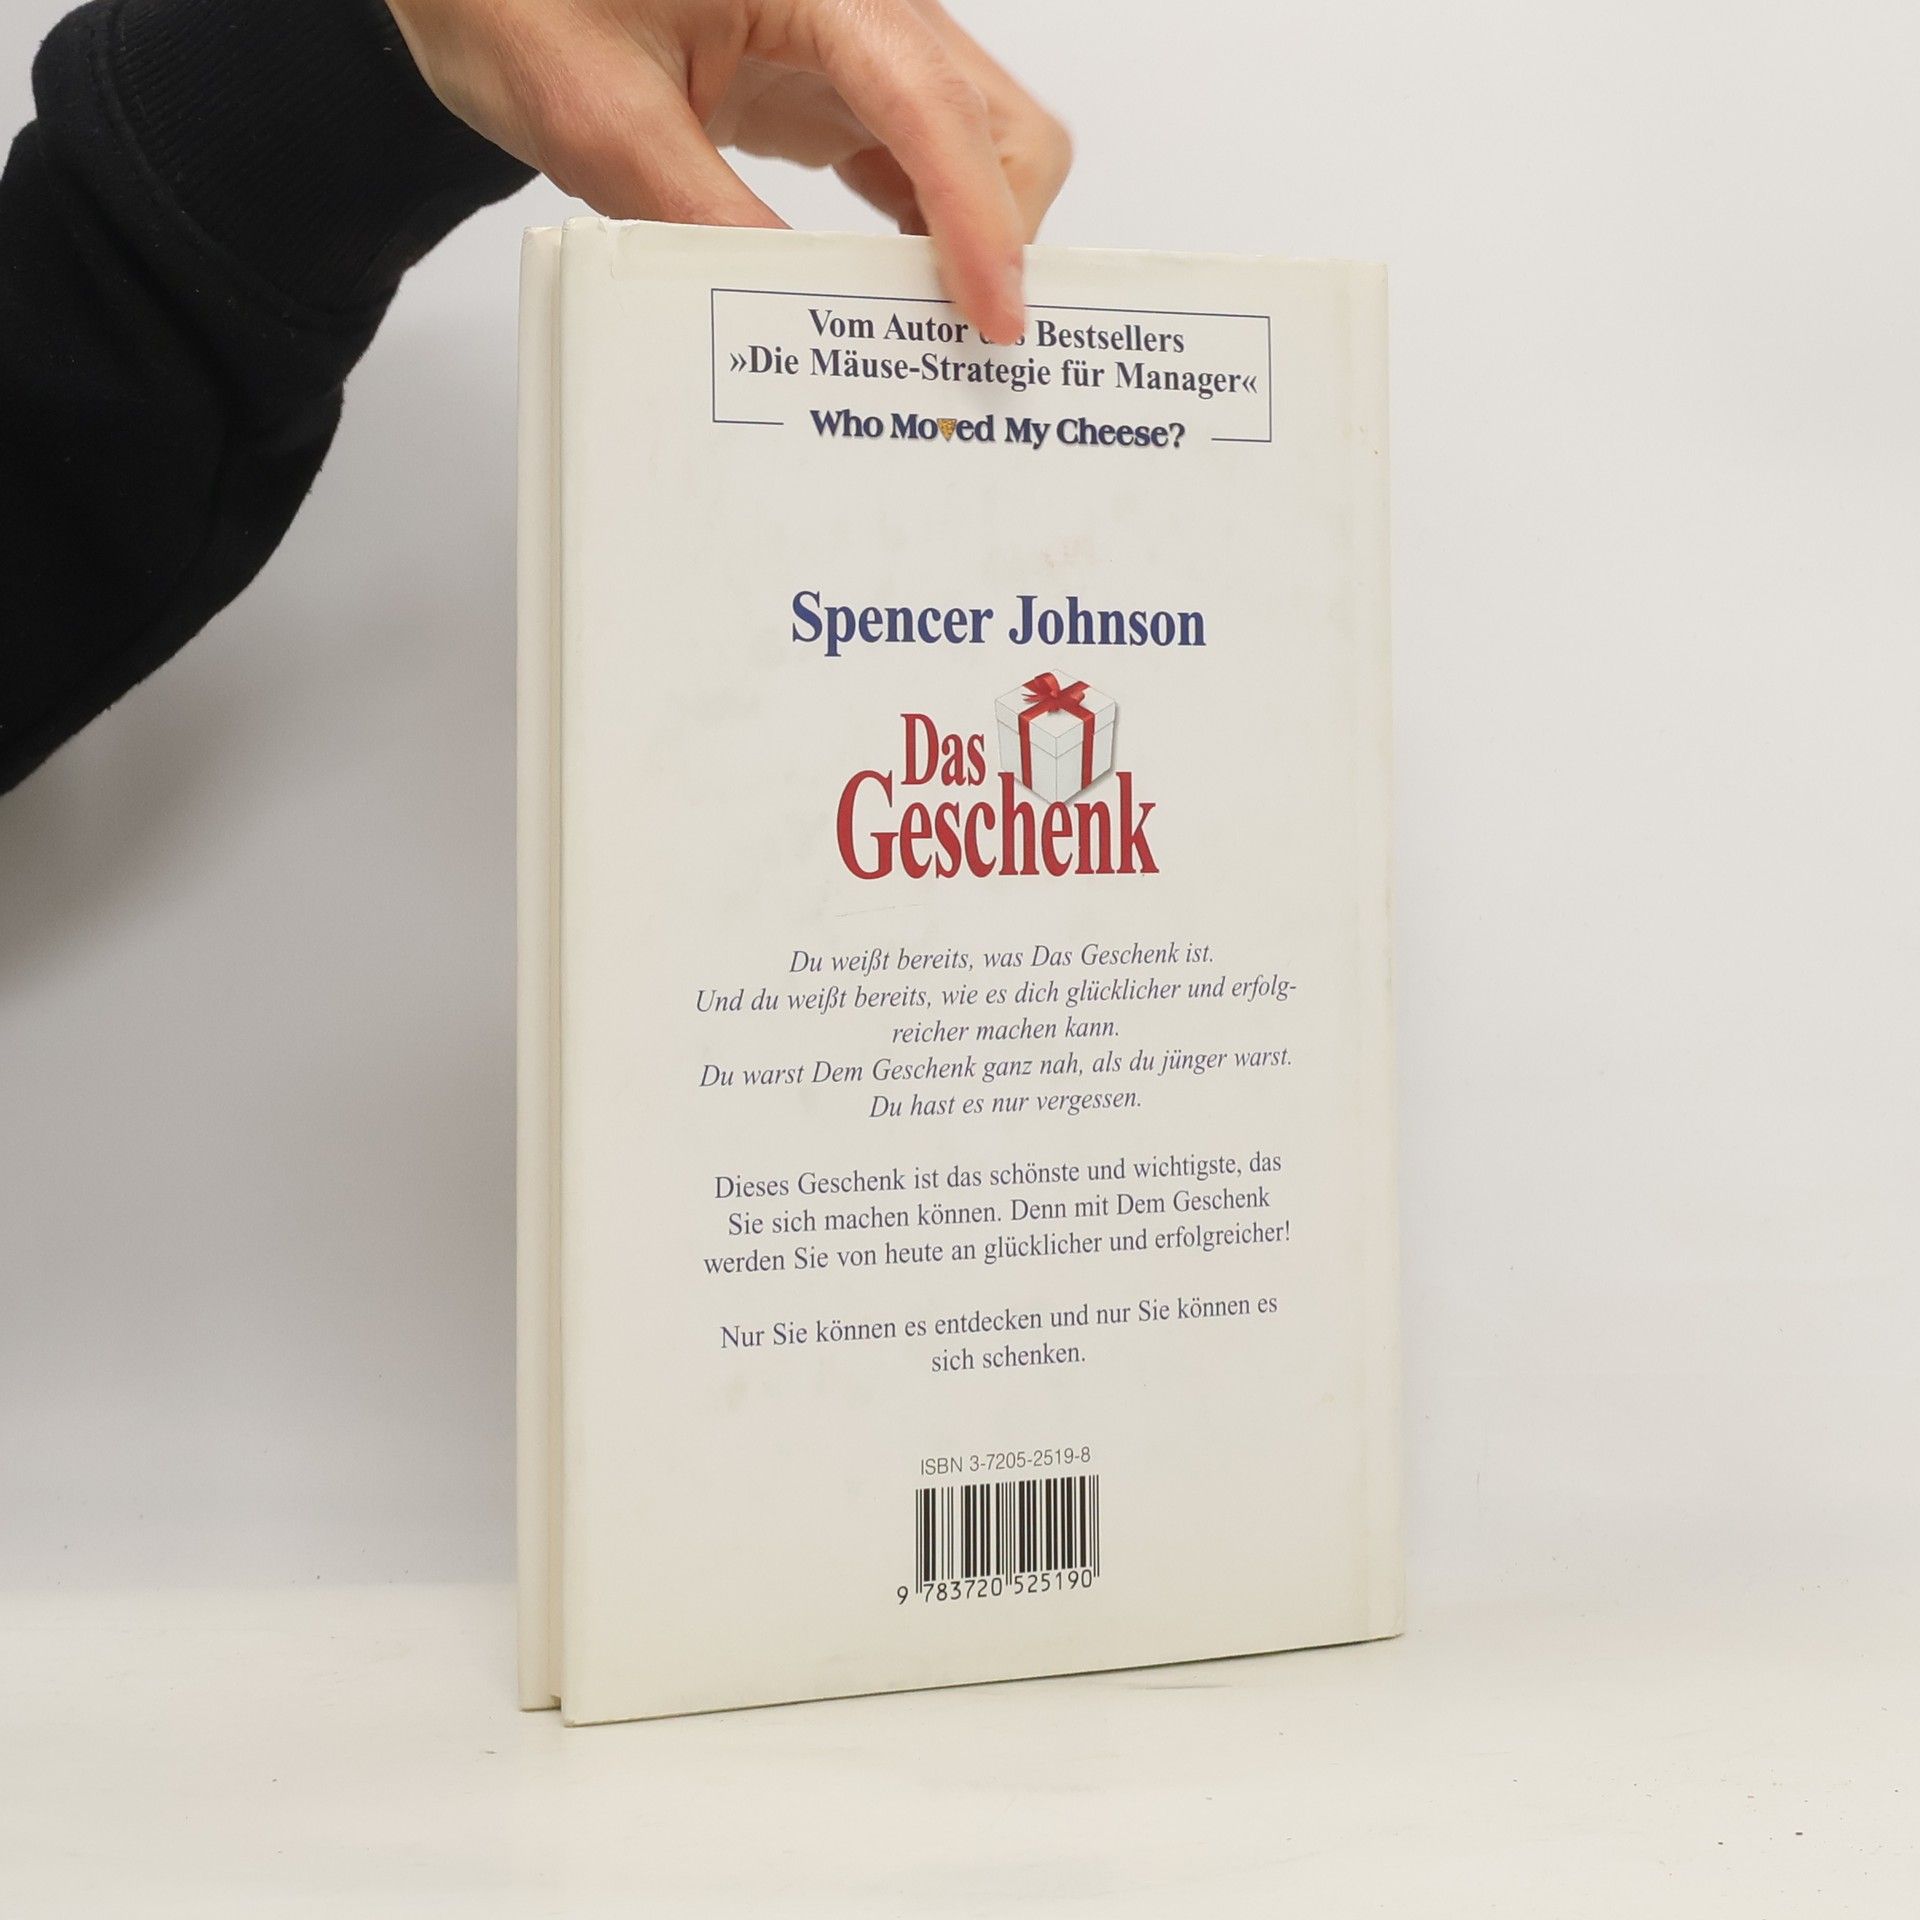 Vom Autor Bestsellers
»Die Mäuse-Strategie für Manager«
Who Moved My Cheese?
Spencer Johnson
Das
Geschenk
Du weißt bereits, was Das Geschenk ist.
Und du weißt bereits, wie es dich glücklicher und erfolg-
reicher machen kann.
Du warst Dem Geschenk ganz nah, als du jünger warst.
Du hast es nur vergessen.
Dieses Geschenk ist das schönste und wichtigste, das
Sie sich machen können. Denn mit Dem Geschenk
werden Sie von heute an glücklicher und erfolgreicher!
Nur Sie können es entdecken und nur Sie können es
sich schenken.
ISBN 3-7205-2519-8
9 783720 525190